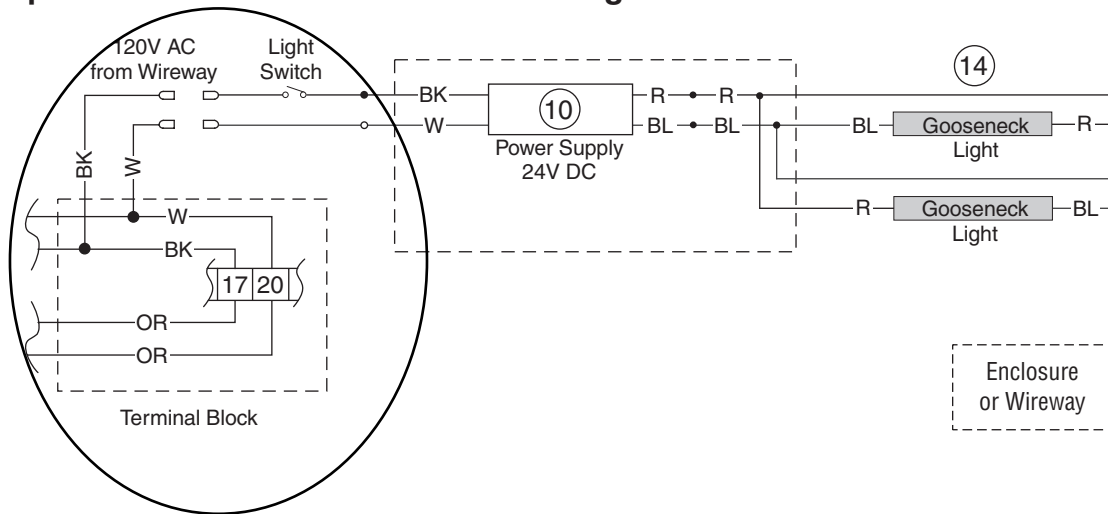 120V AC
from Wireway
Light
Switch
14
BK
R
R
10
W
BL
BL
BL
Gooseneck
R
Light
Power Supply
24V DC
BK
W
W
R
Gooseneck
BL
Light
BK
17
20
OR
OR
Enclosure
or Wireway
Terminal Block